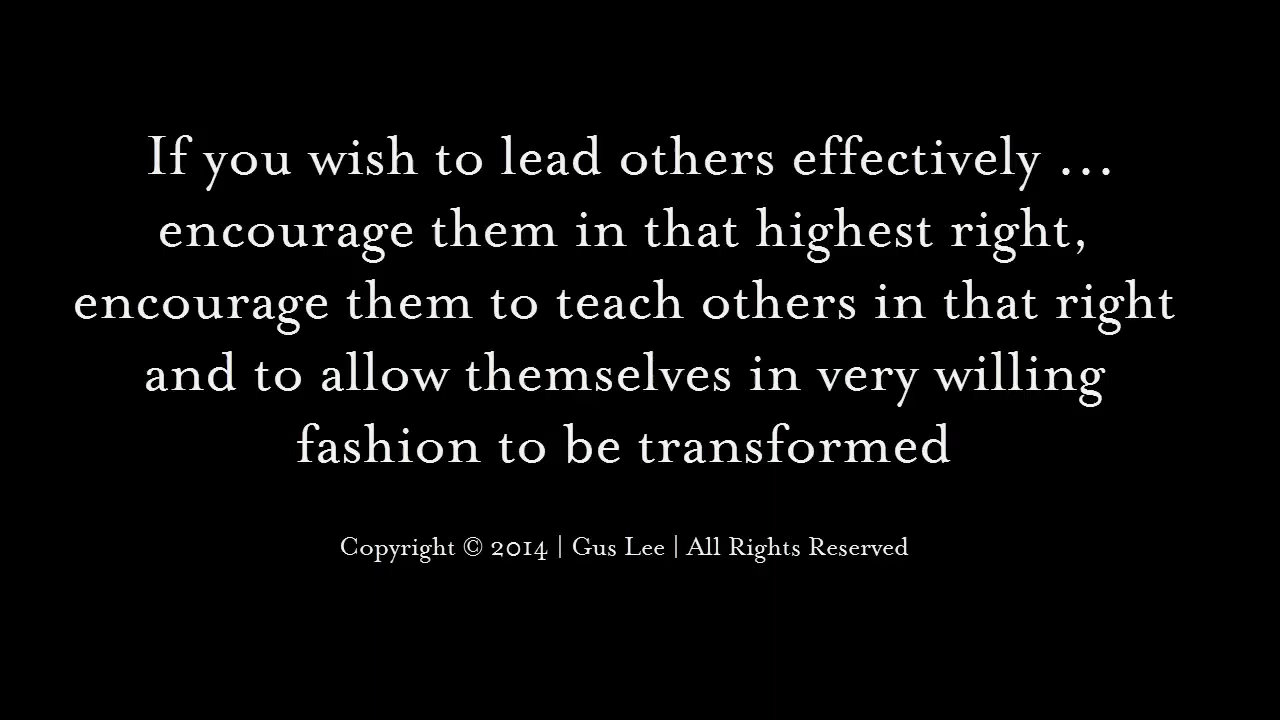 If you wish to lead others effectively ...
encourage them in that highest right,
encourage them to teach others in that right
and to allow themselves in very willing
fashion to be transformed
Copyright © 2014 | Gus Lee | All Rights Reserved